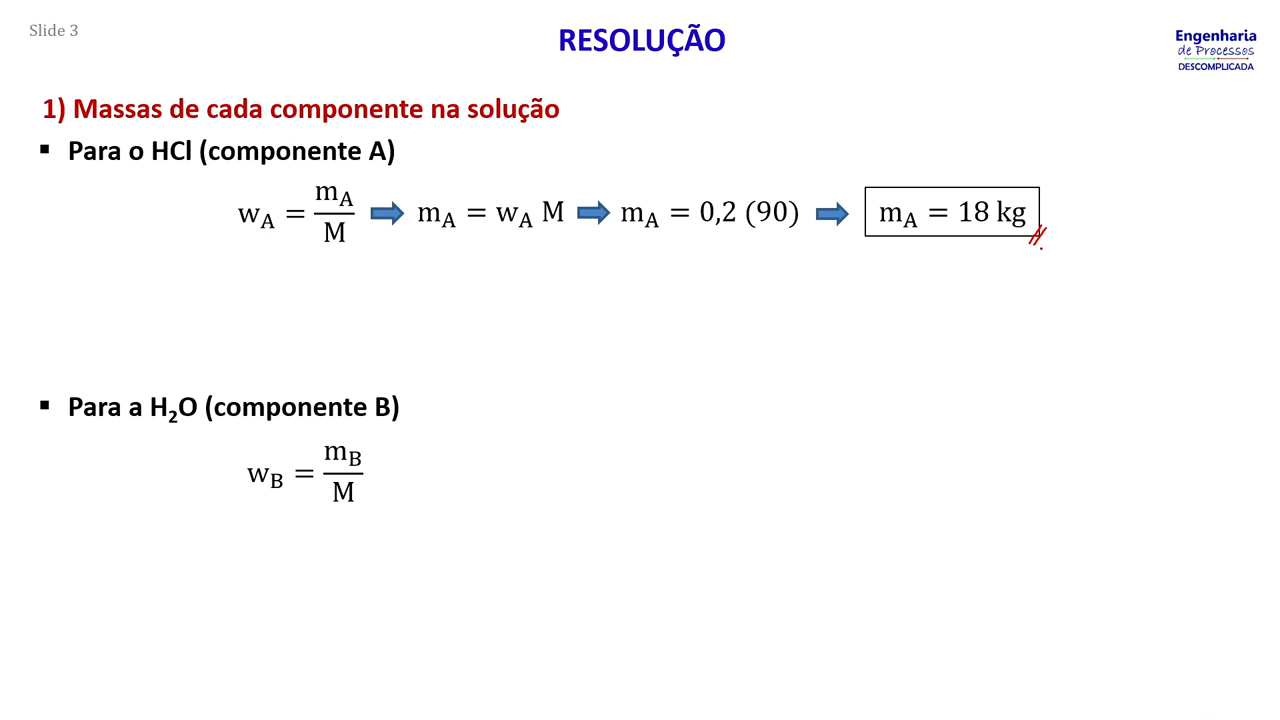 Slide 3
RESOLUÇÃO
Engenharia
de Processos
DESCOMPLICADA
1) Massas de cada componente na solução
▪ Para o HCl (componente A)
w_A = m_A / M ➡ m_A = w_A M ➡ m_A = 0,2 (90) ➡ m_A = 18 kg
▪ Para a H₂O (componente B)
w_B = m_B / M